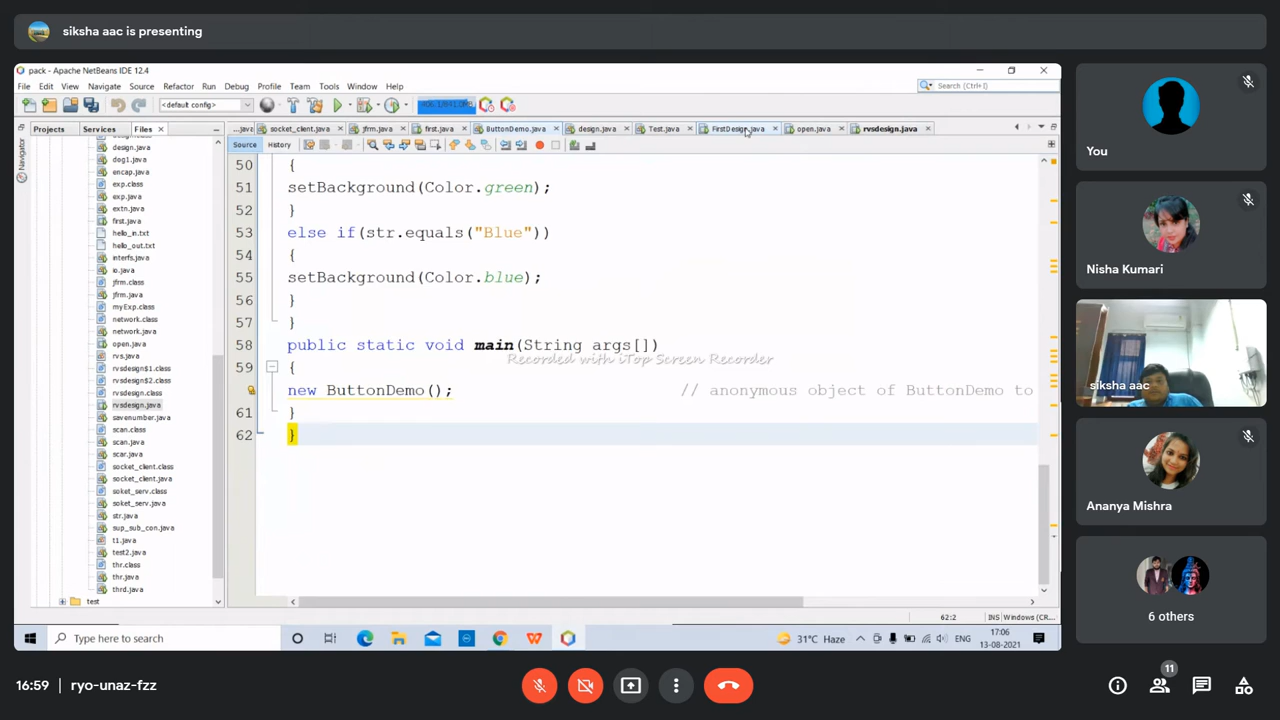 siksha aac is presenting
pack - Apache NetBeans IDE 12.4
File Edit View Navigate Source Refactor Run Debug Profile Team Tools Window Help
Search (Ctrl+I)
<default config>
Projects Services Files
...java socket_client.java jfrm.java first.java ButtonDemo.java design.java Test.java FirstDesign.java open.java rvsdesign.java
Source History
Navigator
design.java
dog1.java
encap.java
exp.class
exp.java
extn.java
first.java
hello_in.txt
hello_out.txt
interfs.java
io.java
jfrm.class
jfrm.java
myExp.class
network.class
network.java
open.java
rvs.java
rvsdesign$1.class
rvsdesign$2.class
rvsdesign.class
rvsdesign.java
savenumber.java
scan.class
scan.java
scar.java
socket_client.class
socket_client.java
soket_serv.class
soket_serv.java
str.java
sup_sub_con.java
t1.java
test2.java
thr.class
thr.java
thrd.java
test
50 {
51 setBackground(Color.green);
52 }
53 else if(str.equals("Blue"))
54 {
55 setBackground(Color.blue);
56 }
57 }
58 public static void main(String args[])
Recorded with iTop Screen Recorder
59 {
new ButtonDemo(); // anonymous object of ButtonDemo to
61 }
62 }
62:2 INS Windows (CR...
Type here to search
31°C Haze
ENG
17:06
13-08-2021
You
Nisha Kumari
siksha aac
Ananya Mishra
6 others
16:59 | ryo-unaz-fzz
11